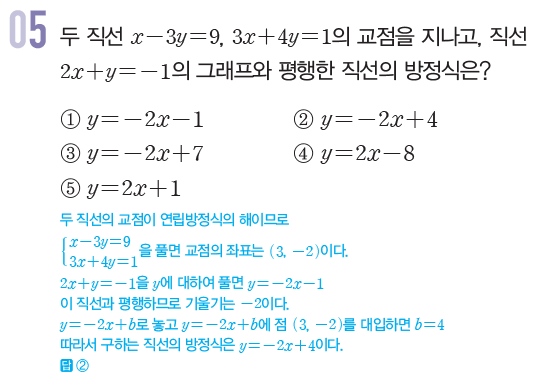 05 두 직선 x-3y=9, 3x+4y=1의 교점을 지나고, 직선
2x+y=-1의 그래프와 평행한 직선의 방정식은?
① y=-2x-1 ② y=-2x+4
③ y=-2x+7 ④ y=2x-8
⑤ y=2x+1
두 직선의 교점이 연립방정식의 해이므로
{x-3y=9
3x+4y=1 을 풀면 교점의 좌표는 (3, -2)이다.
2x+y=-1을 y에 대하여 풀면 y=-2x-1
이 직선과 평행하므로 기울기는 -2이다.
y=-2x+b로 놓고 y=-2x+b에 점 (3, -2)를 대입하면 b=4
따라서 구하는 직선의 방정식은 y=-2x+4이다.
답 ②